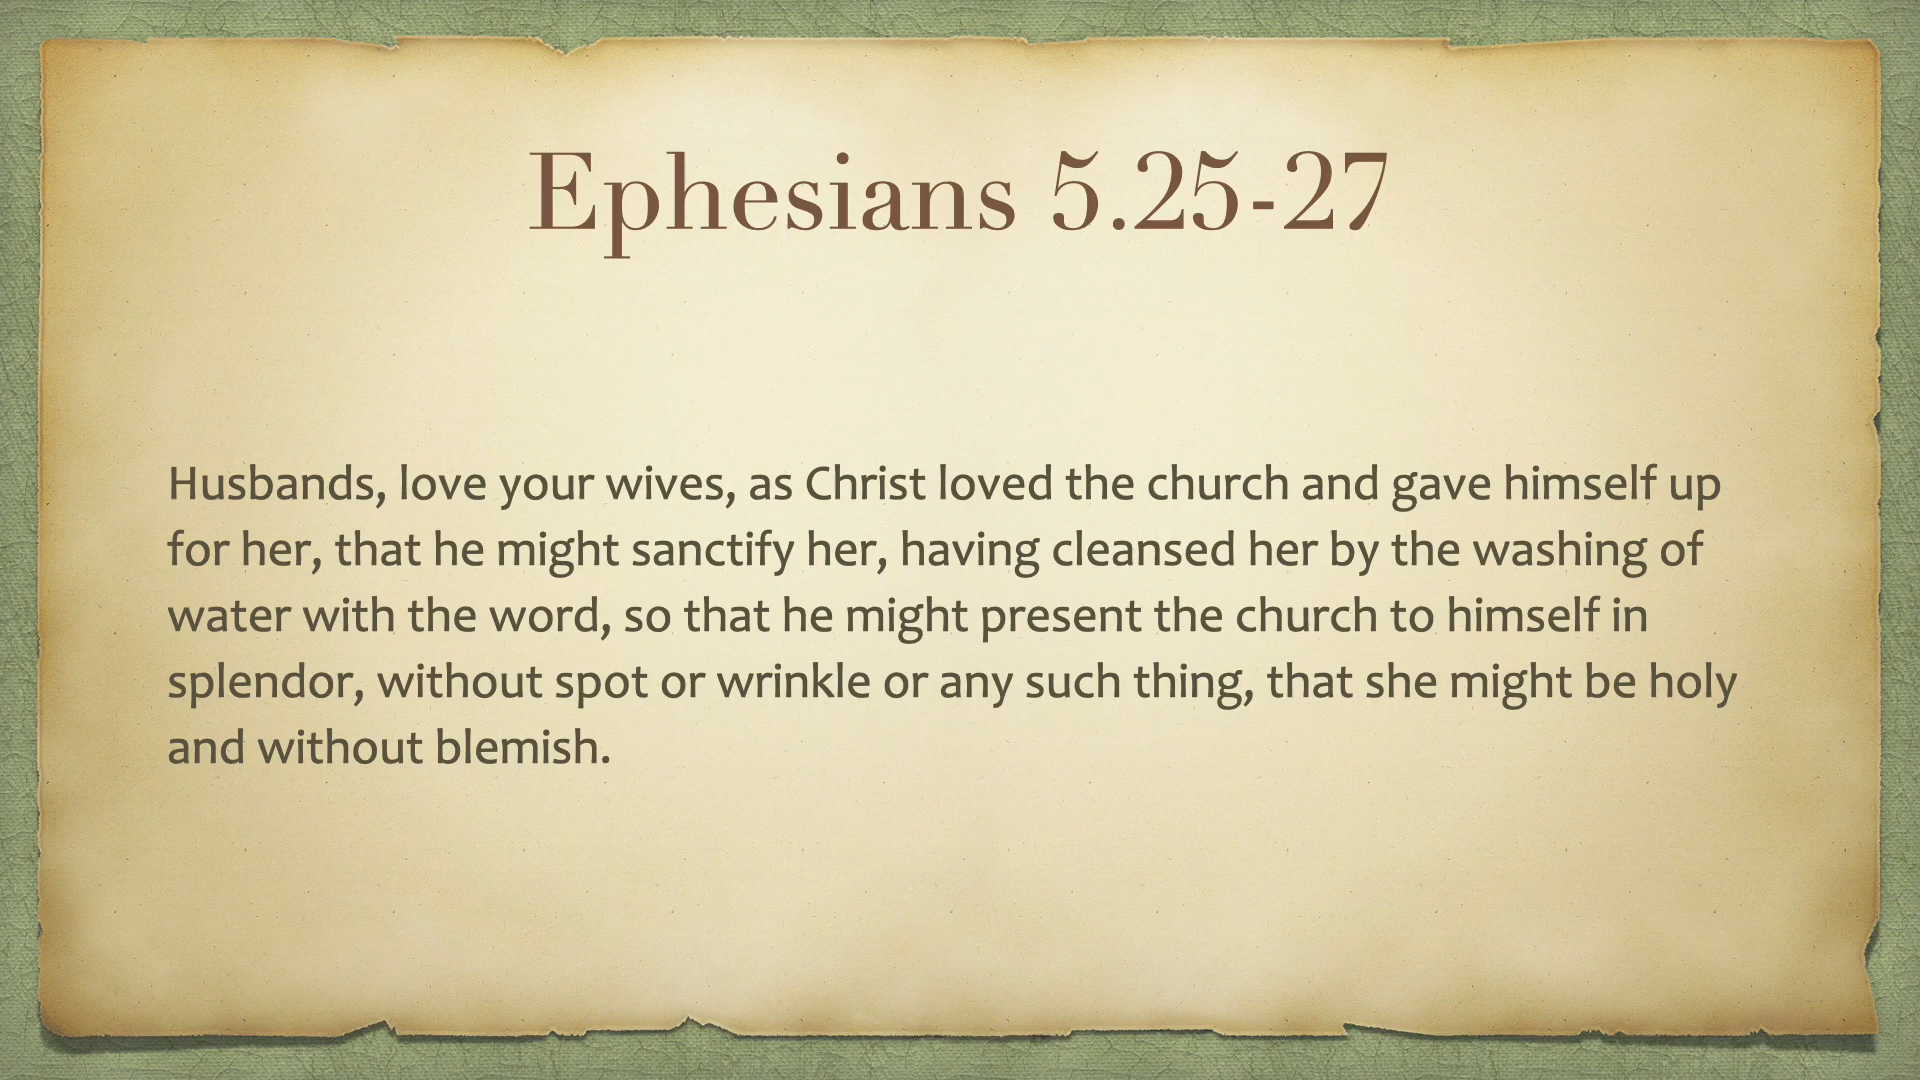 Ephesians 5.25-27
Husbands, love your wives, as Christ loved the church and gave himself up
for her, that he might sanctify her, having cleansed her by the washing of
water with the word, so that he might present the church to himself in
splendor, without spot or wrinkle or any such thing, that she might be holy
and without blemish.